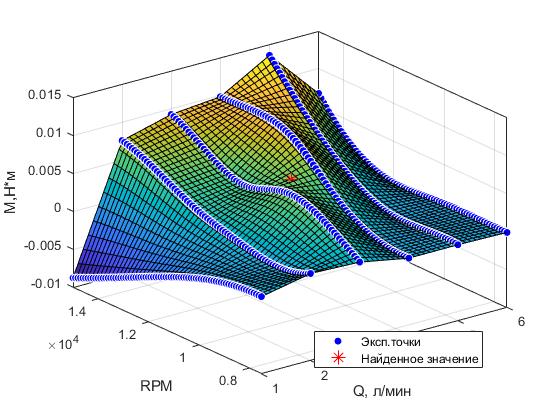 0.015
0.01
0.005
0
-0.005
-0.01
М,Н*м
1.4
1.2
1
0.8
×10⁴
RPM
1
2
6
Q, л/мин
Эксп.точки
Найденное значение